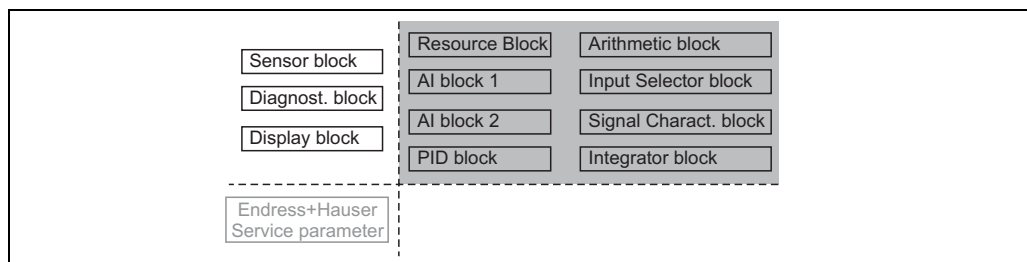 Sensor block
Diagnost. block
Display block
Resource Block
AI block 1
AI block 2
PID block
Arithmetic block
Input Selector block
Signal Charact. block
Integrator block
Endress+Hauser
Service parameter